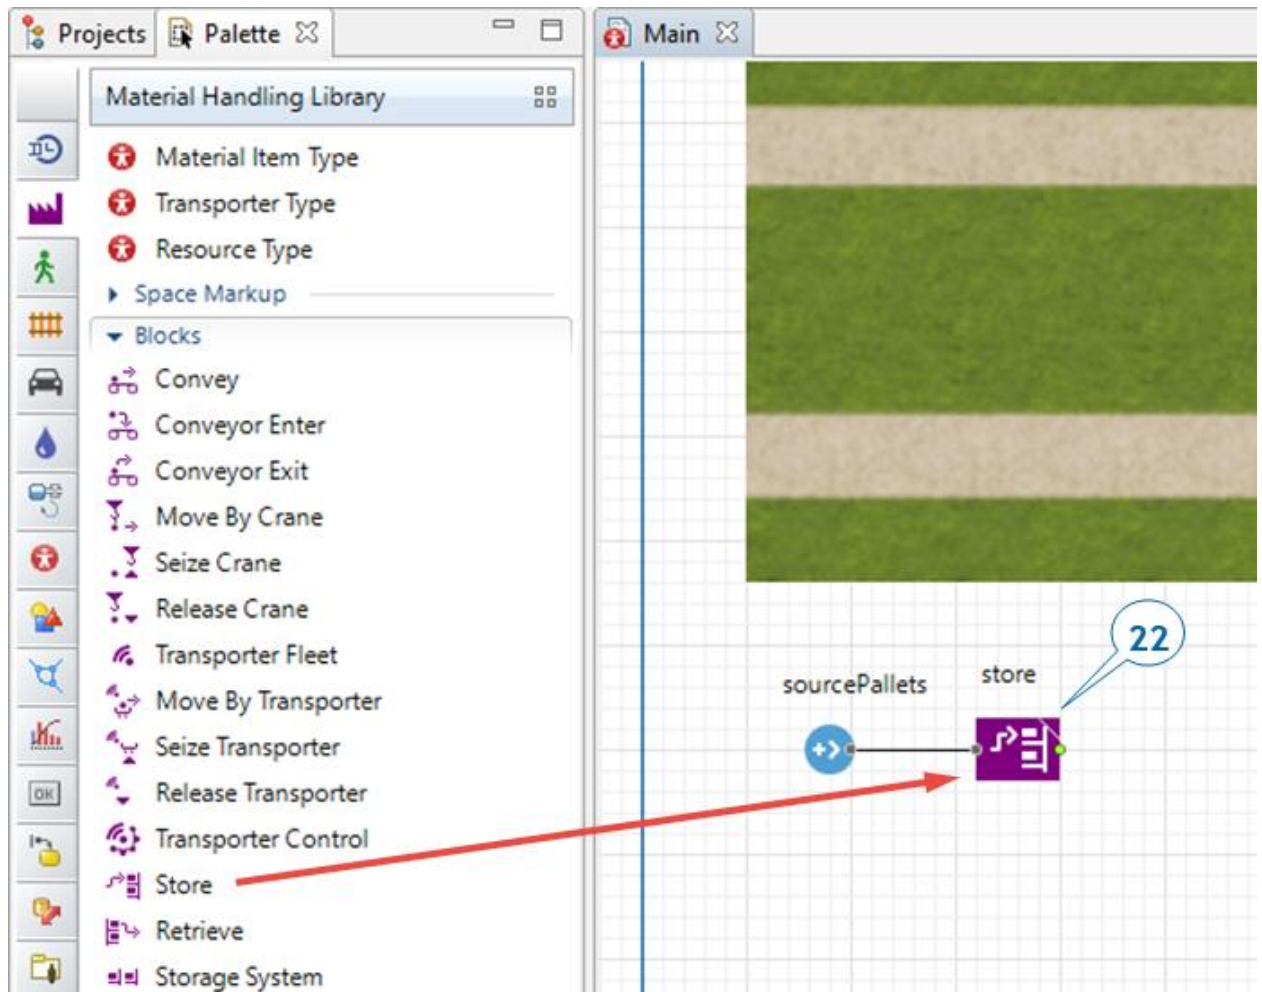 Projects
Palette
Main
Material Handling Library
Material Item Type
Transporter Type
Resource Type
Space Markup
Blocks
Convey
Conveyor Enter
Conveyor Exit
Move By Crane
Seize Crane
Release Crane
Transporter Fleet
Move By Transporter
Seize Transporter
Release Transporter
Transporter Control
Store
Retrieve
Storage System
OK
22
sourcePallets
store